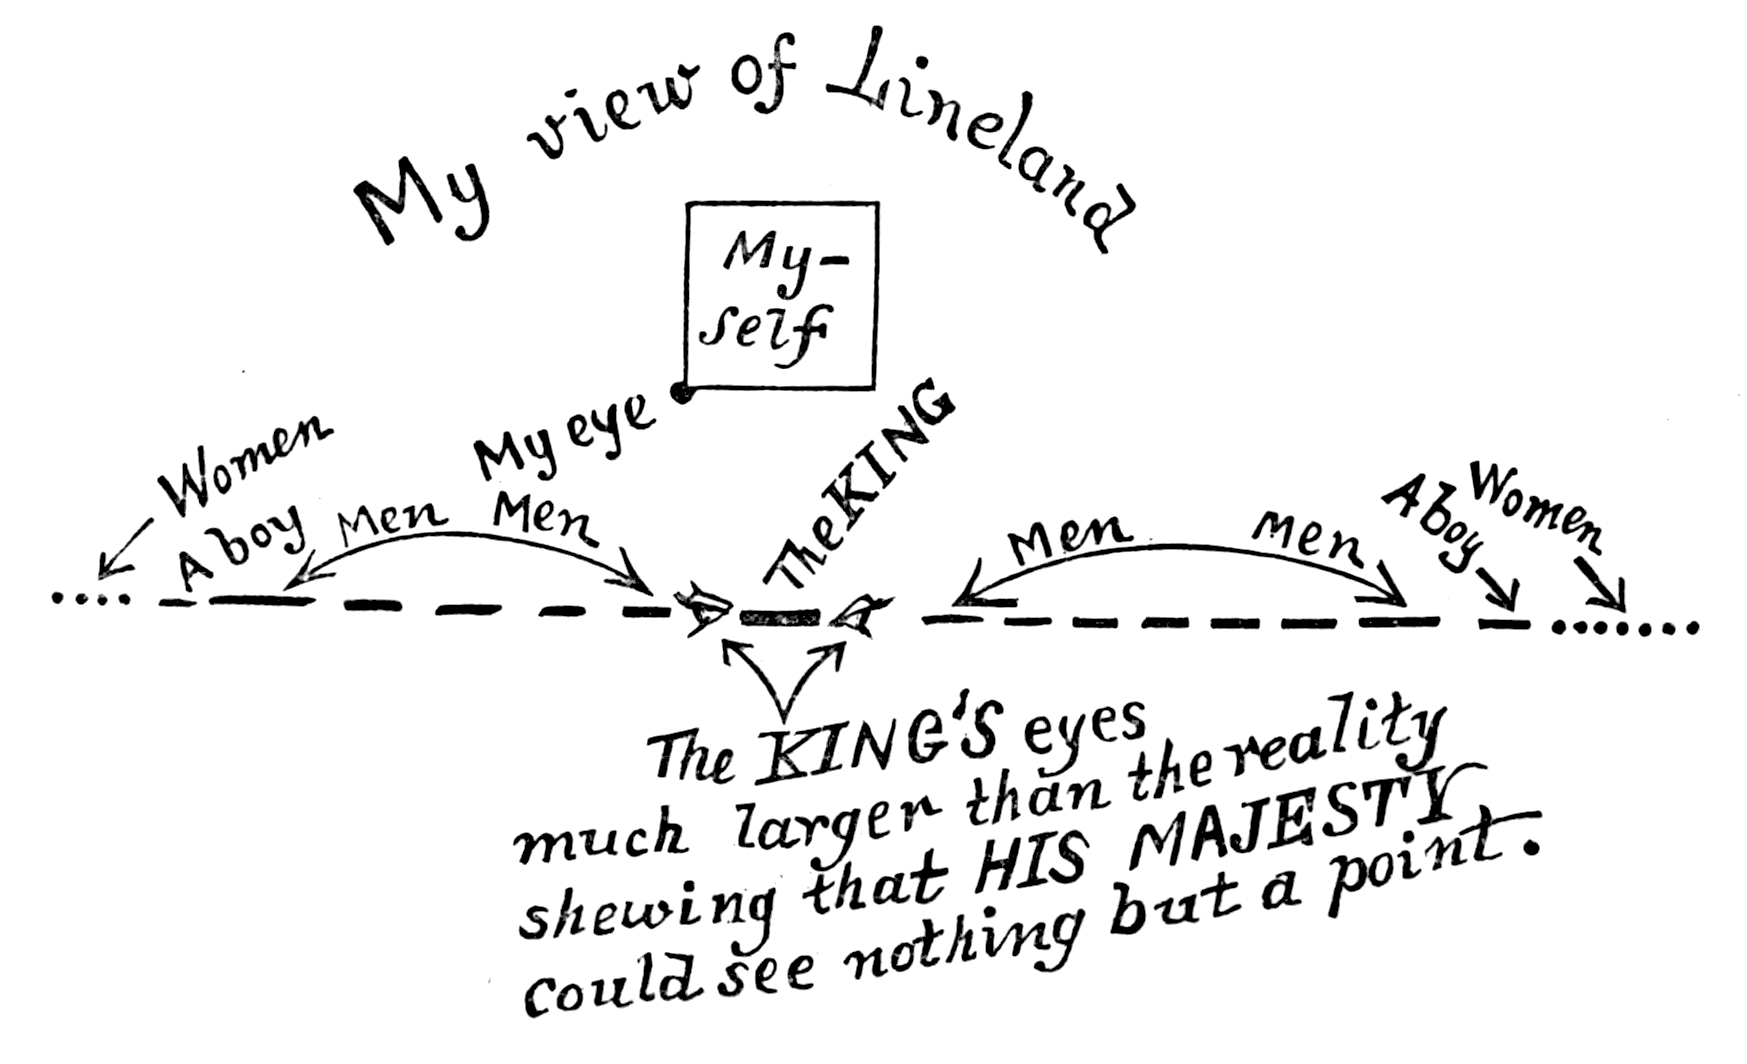 My view of Lineland
My-
self
My eye
Women
A boy
Men
Men
The KING
Men
Men
A boy
Women
The KING'S eyes
much larger than the reality
shewing that HIS MAJESTY
could see nothing but a point.